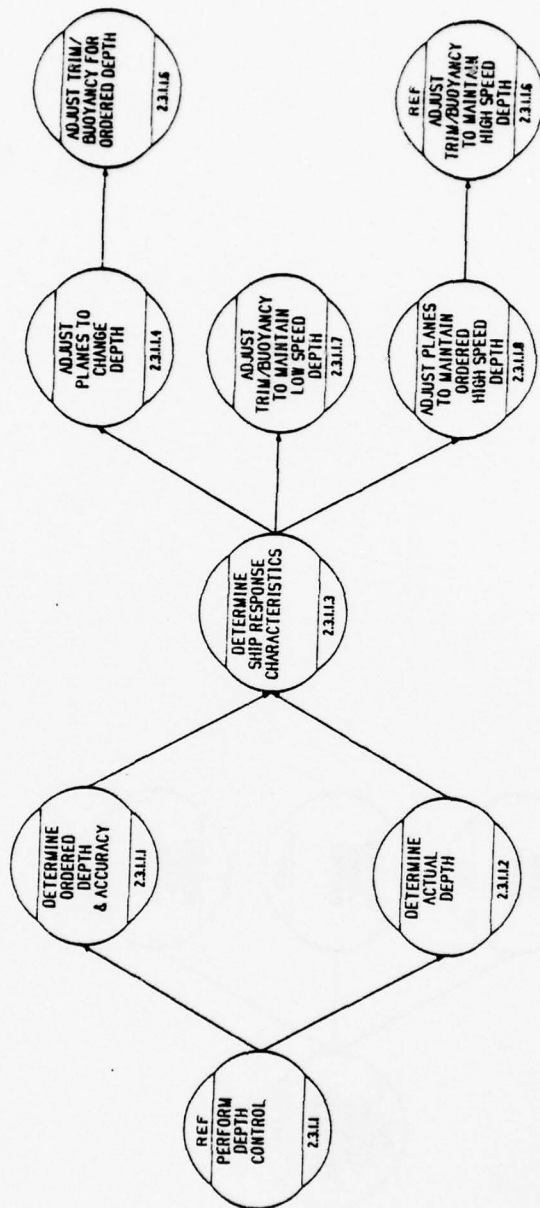 REF
PERFORM
DEPTH
CONTROL
2.3.1.1
DETERMINE
ORDERED
DEPTH
& ACCURACY
2.3.1.1.1
DETERMINE
ACTUAL
DEPTH
2.3.1.1.2
DETERMINE
SHIP RESPONSE
CHARACTERISTICS
2.3.1.1.3
ADJUST
PLANES TO
CHANGE
DEPTH
2.3.1.1.4
ADJUST
TRIM/BUOYANCY
TO MAINTAIN
LOW SPEED
DEPTH
2.3.1.1.7
ADJUST PLANES
TO MAINTAIN
ORDERED
HIGH SPEED
DEPTH
2.3.1.1.8
ADJUST TRIM/
BUOYANCY FOR
ORDERED DEPTH
2.3.1.1.6
REF
ADJUST
TRIM/BUOYANCY
TO MAINTAIN
HIGH SPEED
DEPTH
2.3.1.1.6